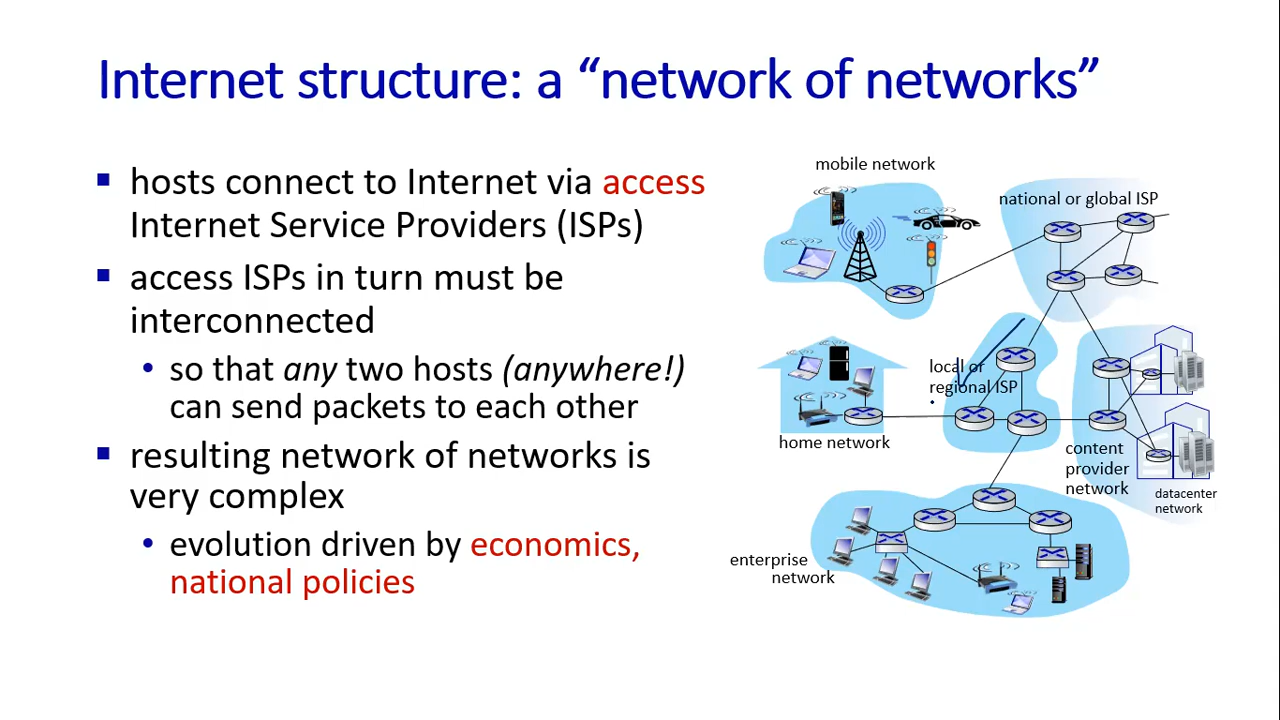 Internet structure: a “network of networks”
hosts connect to Internet via access
Internet Service Providers (ISPs)
access ISPs in turn must be
interconnected
so that any two hosts (anywhere!)
can send packets to each other
resulting network of networks is
very complex
evolution driven by economics,
national policies
mobile network
national or global ISP
local or
regional ISP
home network
content
provider
network
datacenter
network
enterprise
network